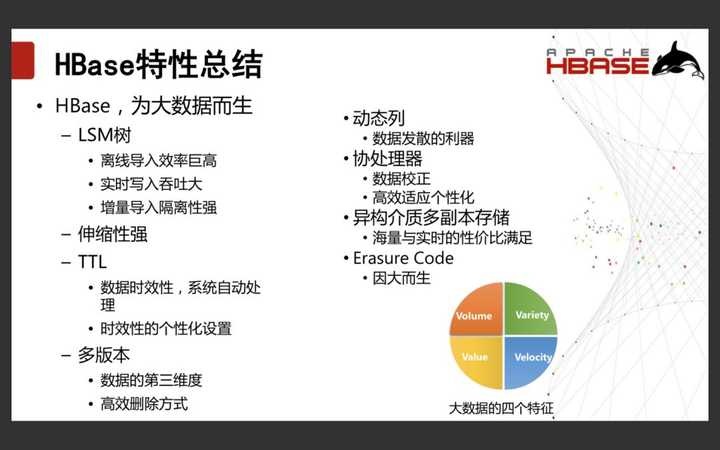 HBase特性总结
APACHE
HBASE
• HBase，为大数据而生
– LSM树
• 离线导入效率巨高
• 实时写入吞吐大
• 增量导入隔离性强
– 伸缩性强
– TTL
• 数据时效性，系统自动处
理
• 时效性的个性化设置
– 多版本
• 数据的第三维度
• 高效删除方式
• 动态列
• 数据发散的利器
• 协处理器
• 数据校正
• 高效适应个性化
• 异构介质多副本存储
• 海量与实时的性价比满足
• Erasure Code
• 因大而生
Volume
Variety
Value
Velocity
大数据的四个特征